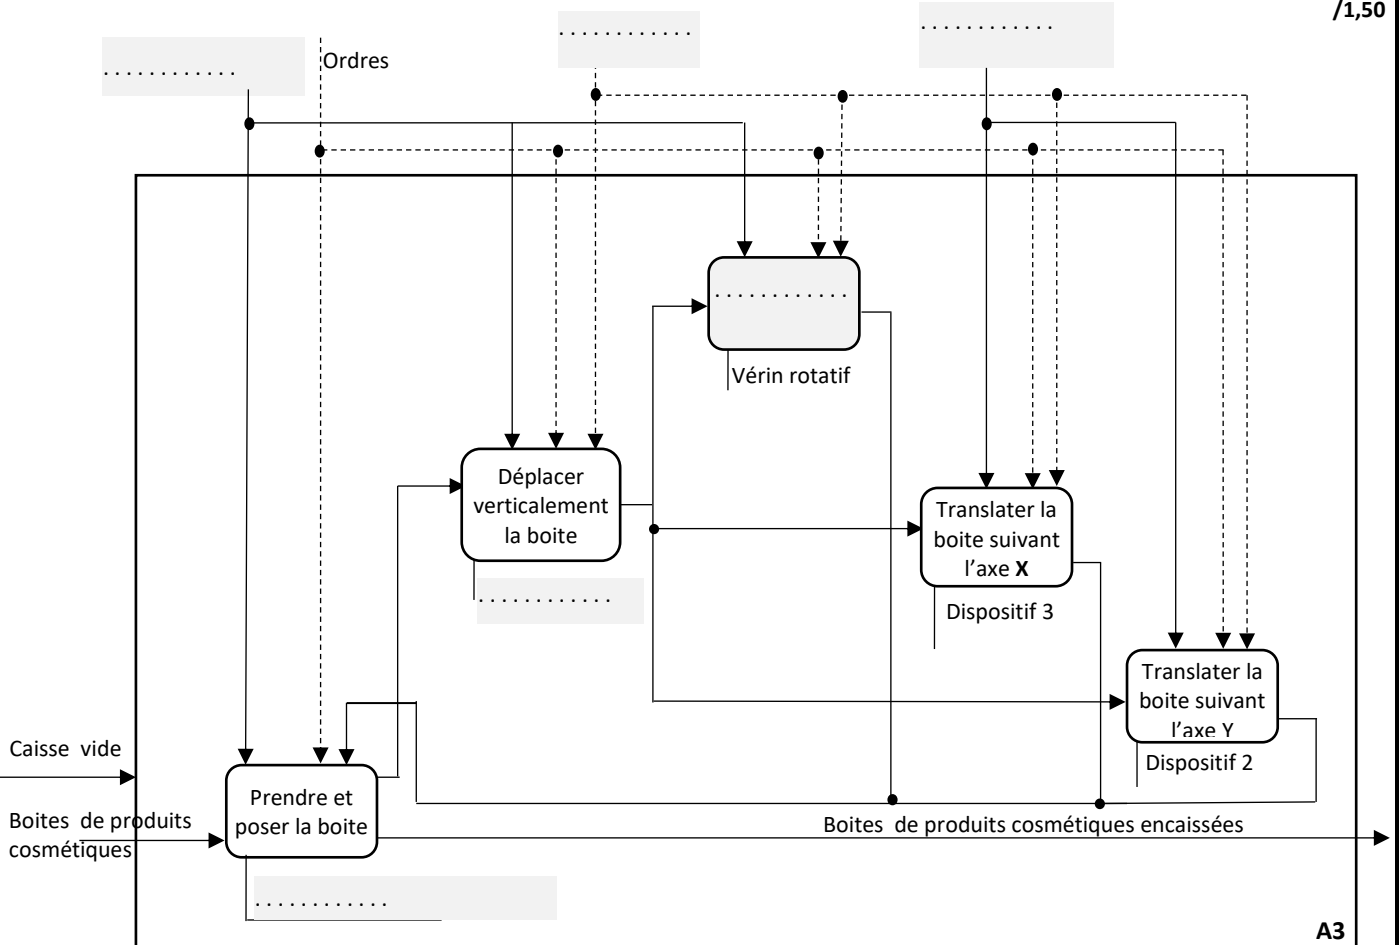 /1,50
. . . . . . . . . . . .
. . . . . . . . . . . .
. . . . . . . . . . . .
Ordres
. . . . . . . . . . . .
Vérin rotatif
Déplacer
verticalement
la boite
. . . . . . . . . . . .
Translater la
boite suivant
l’axe X
Dispositif 3
Translater la
boite suivant
l’axe Y
Dispositif 2
Caisse vide
Boites de produits
cosmétiques
Prendre et
poser la boite
Boites de produits cosmétiques encaissées
. . . . . . . . . . . .
A3